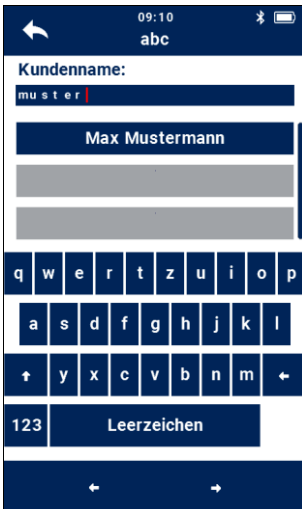 09:10
abc
Kundenname:
muster
Max Mustermann
q w e r t z u i o p
a s d f g h j k l
y x c v b n m
123 Leerzeichen